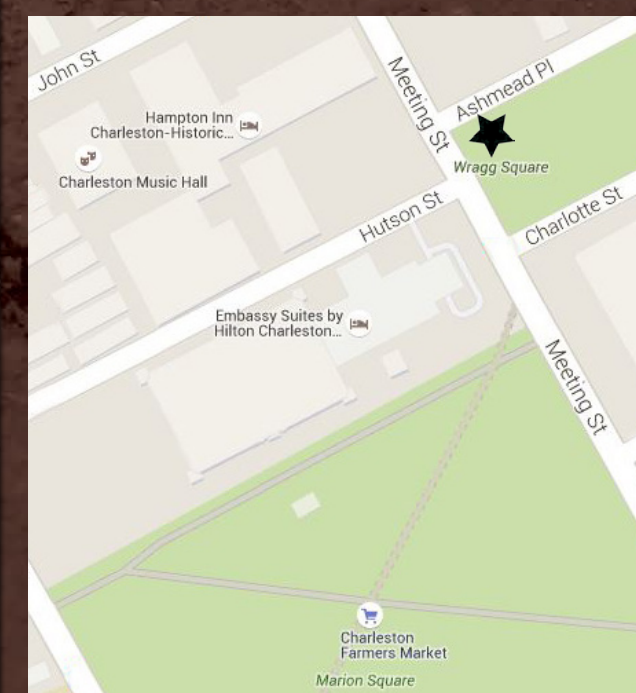 John St
Meeting St
Ashmead Pl
Hampton Inn
Charleston-Historic...
Wragg Square
Charleston Music Hall
Charlotte St
Hutson St
Embassy Suites by
Hilton Charleston...
Meeting St
Charleston
Farmers Market
Marion Square